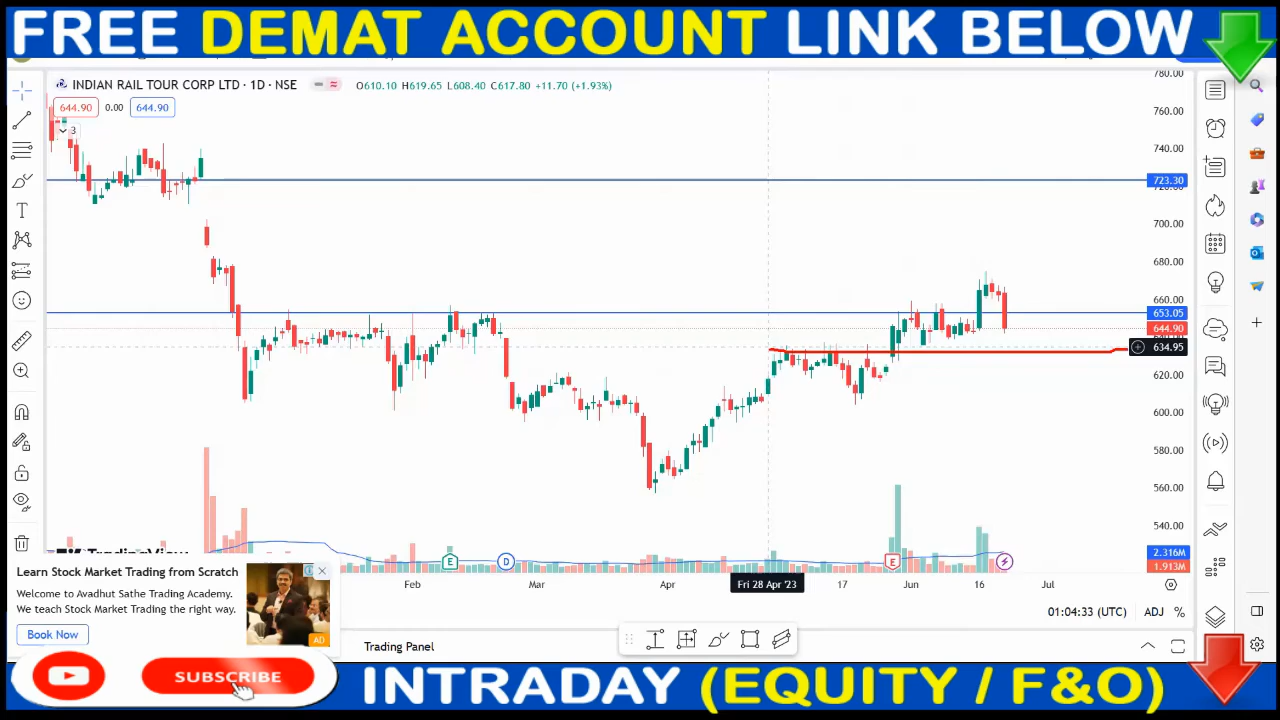 FREE DEMAT ACCOUNT LINK BELOW
INDIAN RAIL TOUR CORP LTD · 1D · NSE
O610.10 H619.65 L608.40 C617.80 +11.70 (+1.93%)
644.90 0.00 644.90
3
780.00
760.00
740.00
723.30
700.00
680.00
660.00
653.05
644.90
634.95
620.00
600.00
580.00
560.00
540.00
2.316M
1.913M
E
D
E
TradingView
Feb
Mar
Apr
Fri 28 Apr '23
17
Jun
16
Jul
01:04:33 (UTC)
ADJ
%
Learn Stock Market Trading from Scratch
Welcome to Avadhut Sathe Trading Academy.
We teach Stock Market Trading the right way.
Book Now
AD
Trading Panel
SUBSCRIBE
INTRADAY (EQUITY / F&O)